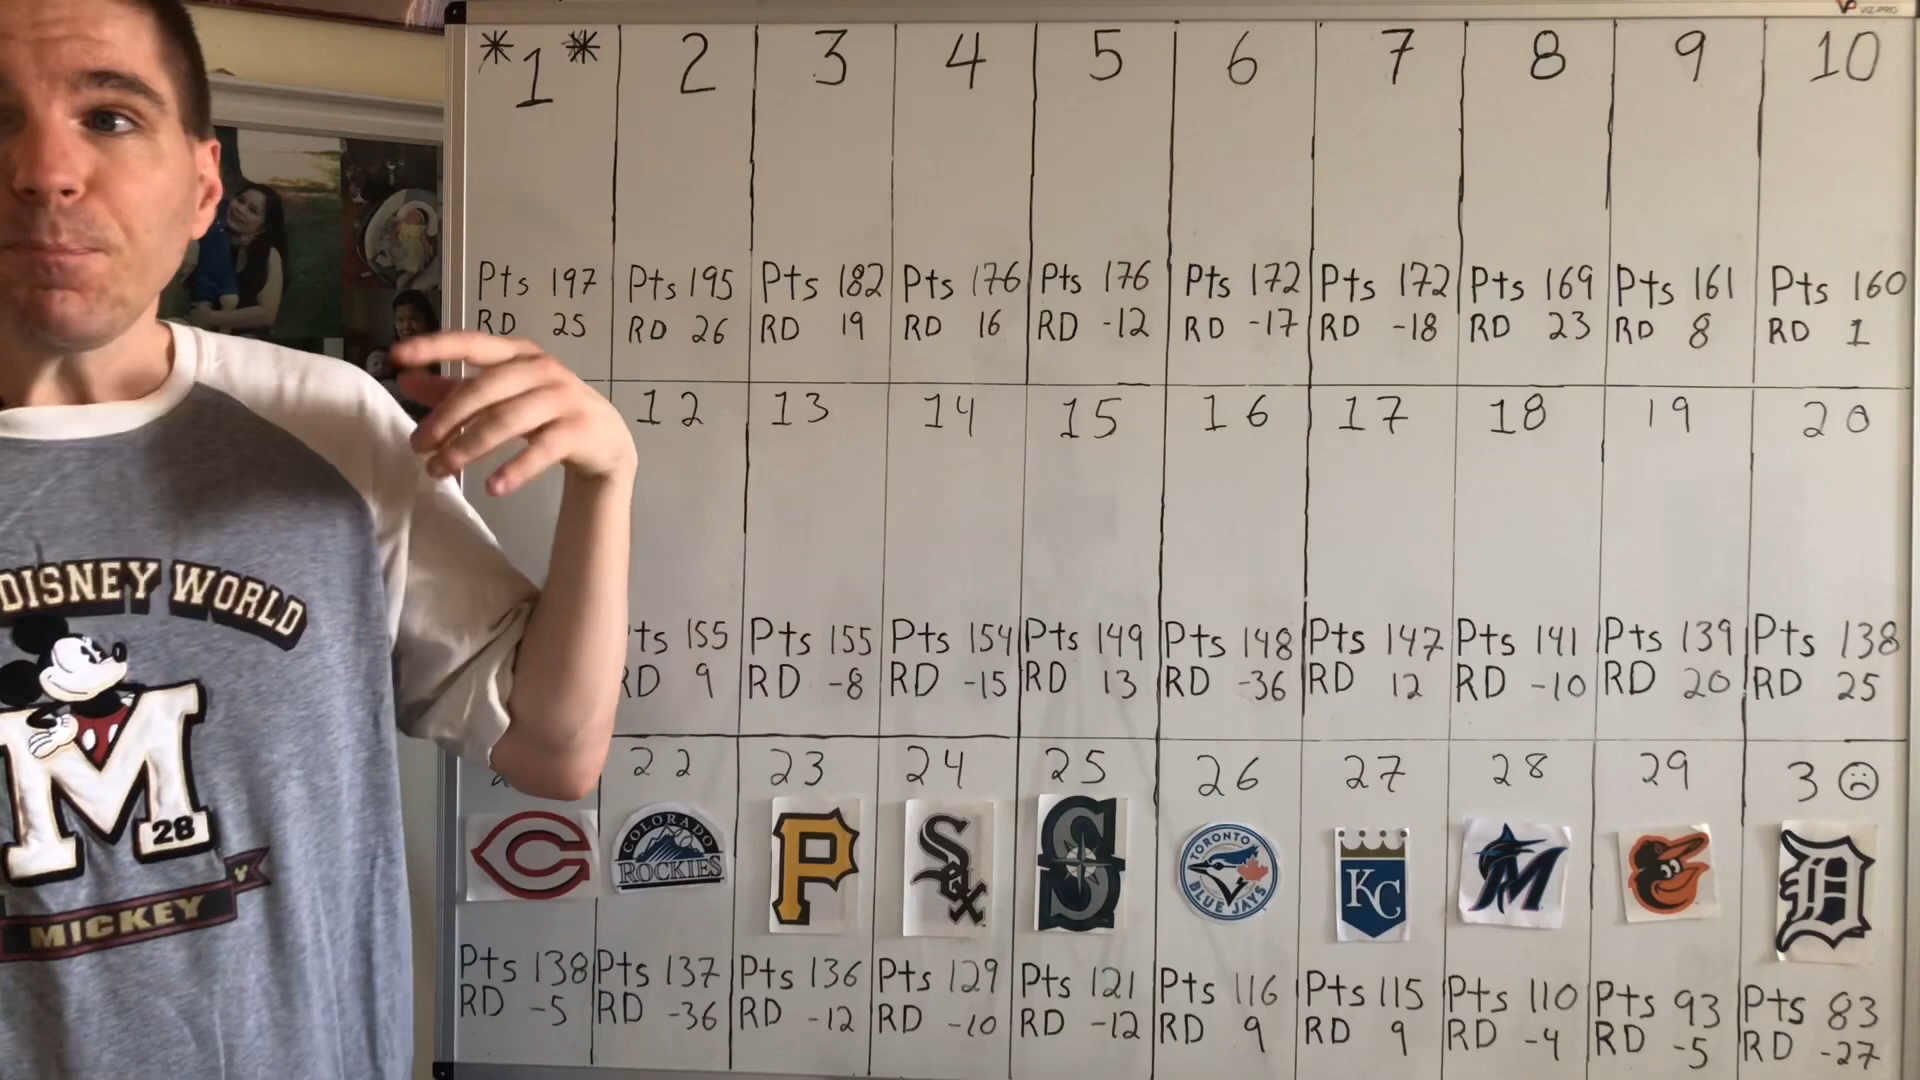 VIZ-PRO
*1* 2 3 4 5 6 7 8 9 10
Pts 197 Pts 195 Pts 182 Pts 176 Pts 176 Pts 172 Pts 172 Pts 169 Pts 161 Pts 160
RD 25 RD 26 RD 19 RD 16 RD -12 RD -17 RD -18 RD 23 RD 8 RD 1
12 13 14 15 16 17 18 19 20
Pts 155 Pts 155 Pts 154 Pts 149 Pts 148 Pts 147 Pts 141 Pts 139 Pts 138
RD 9 RD -8 RD -15 RD 13 RD -36 RD 12 RD -10 RD 20 RD 25
22 23 24 25 26 27 28 29 30
C
COLORADO
ROCKIES
P
Sox
S
TORONTO
BLUE JAYS
KC
M
D
Pts 138 Pts 137 Pts 136 Pts 129 Pts 121 Pts 116 Pts 115 Pts 110 Pts 93 Pts 83
RD -5 RD -36 RD -12 RD -10 RD -12 RD 9 RD 9 RD -4 RD -5 RD -27
DISNEY WORLD
M
28
MICKEY